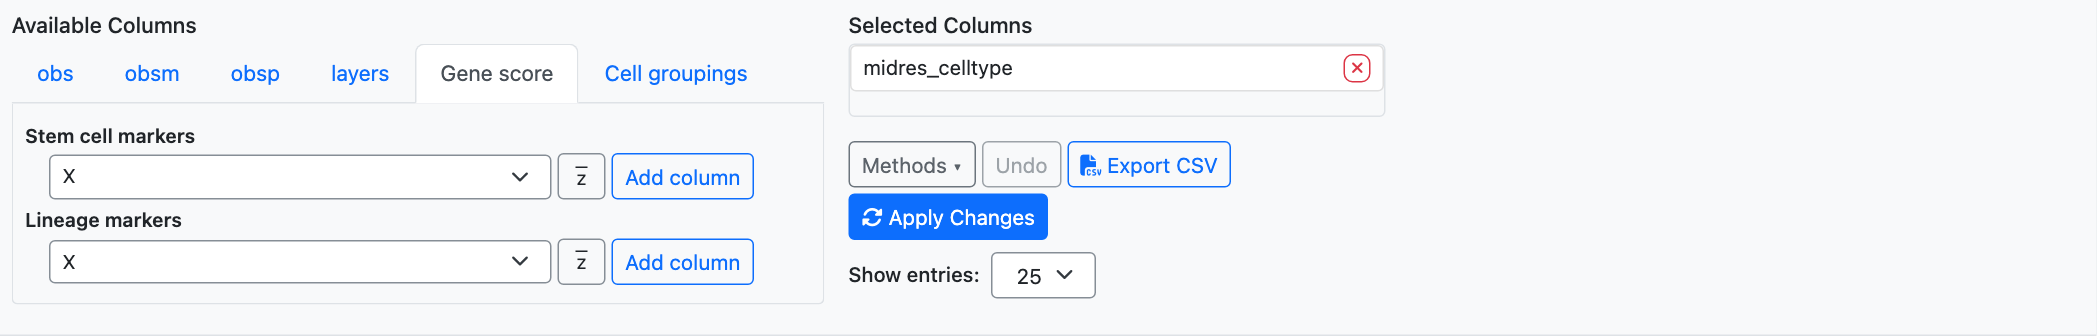 Available Columns
obs obsm obsp layers Gene score Cell groupings
Stem cell markers
X z̅ Add column
Lineage markers
X z̅ Add column
Selected Columns
midres_celltype
Methods ▾ Undo CSV Export CSV
Apply Changes
Show entries: 25